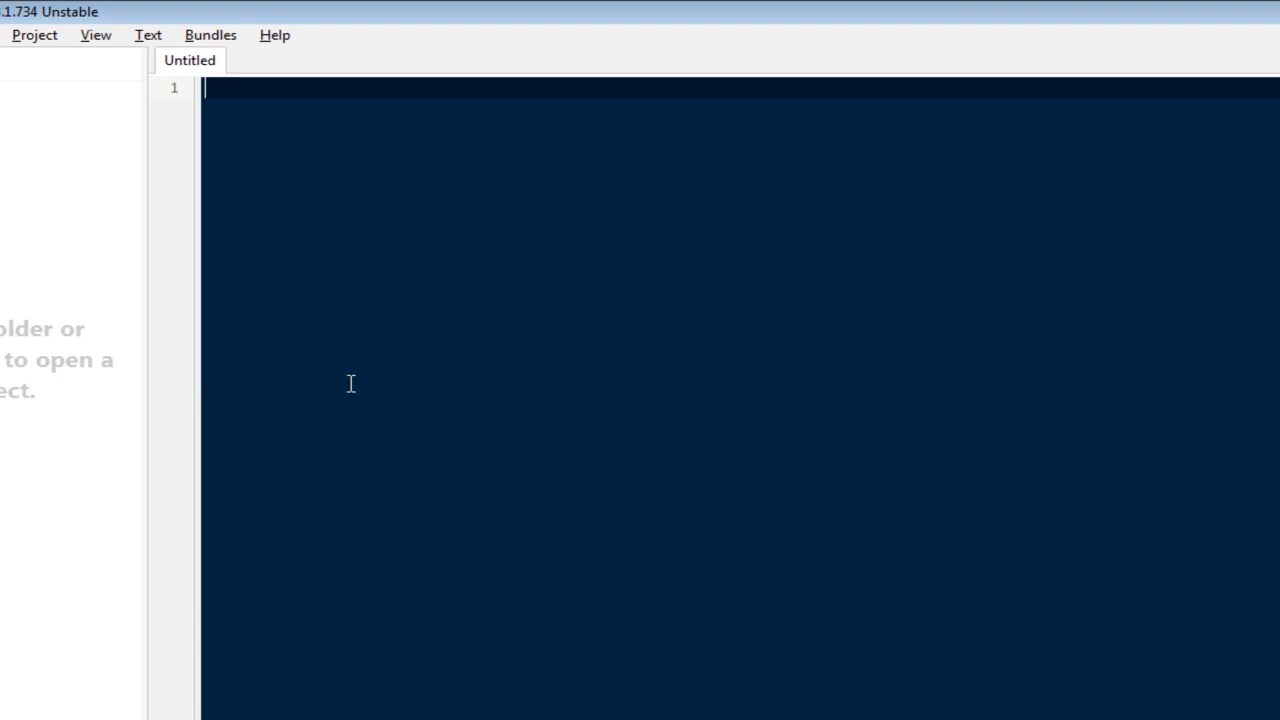 .1.734 Unstable
Project View Text Bundles Help
Untitled
1
older or
to open a
ect.